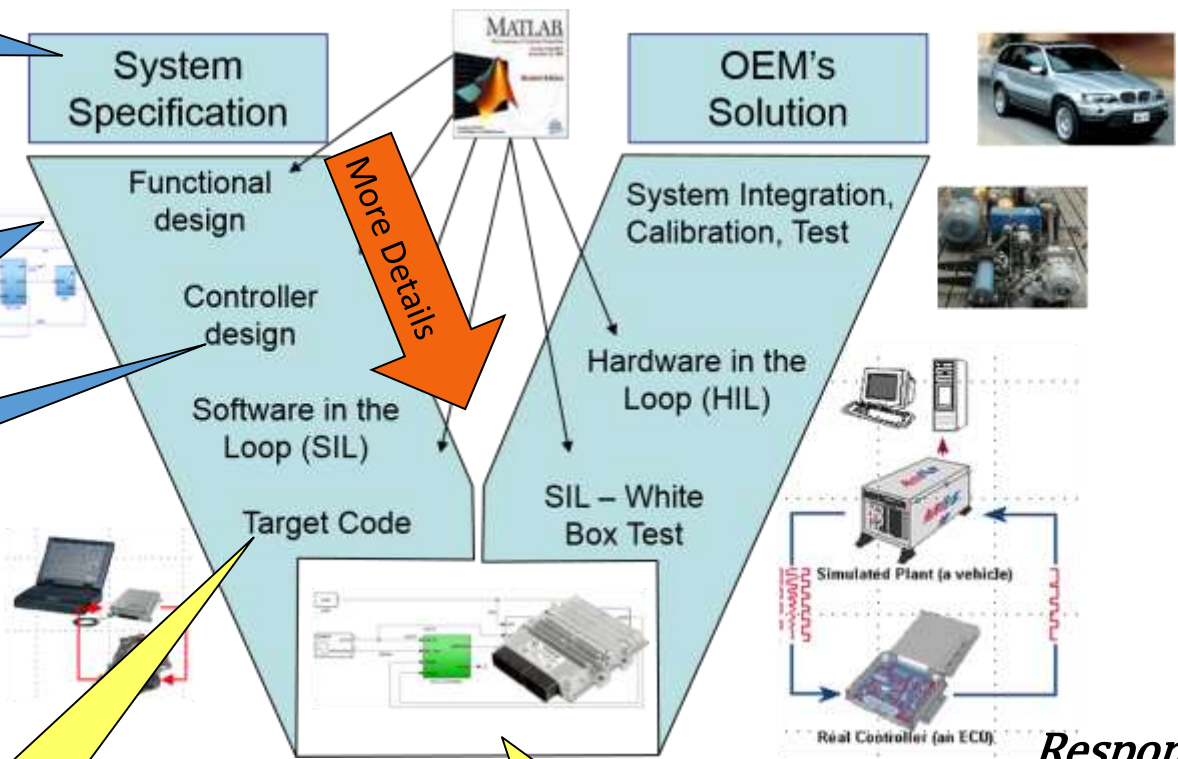 System
Specification
MATLAB
OEM's
Solution
Functional
design
More Details
System Integration,
Calibration, Test
Controller
design
Hardware in the
Loop (HIL)
Software in the
Loop (SIL)
SIL – White
Box Test
Target Code
Simulated Plant (a vehicle)
Real Controller (an ECU)
Respon